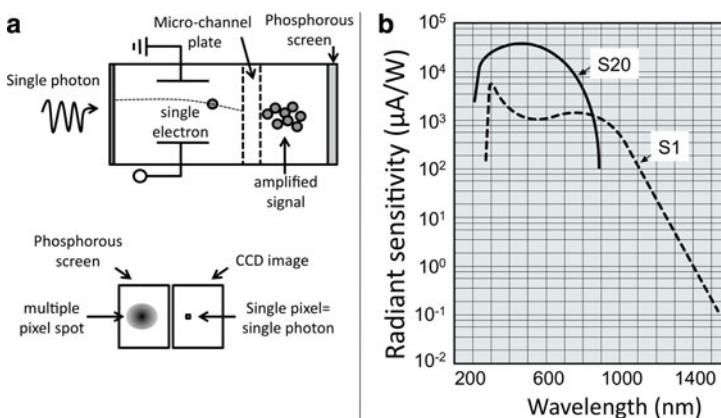 a
Micro-channel
plate
Phosphorous
screen
Single photon
single
electron
amplified
signal
Phosphorous
screen
CCD image
multiple
pixel spot
Single pixel=
single photon
b
Radiant sensitivity (µA/W)
10⁵
10⁴
10³
10²
10¹
10⁰
10⁻¹
10⁻²
S20
S1
200 600 1000 1400
Wavelength (nm)